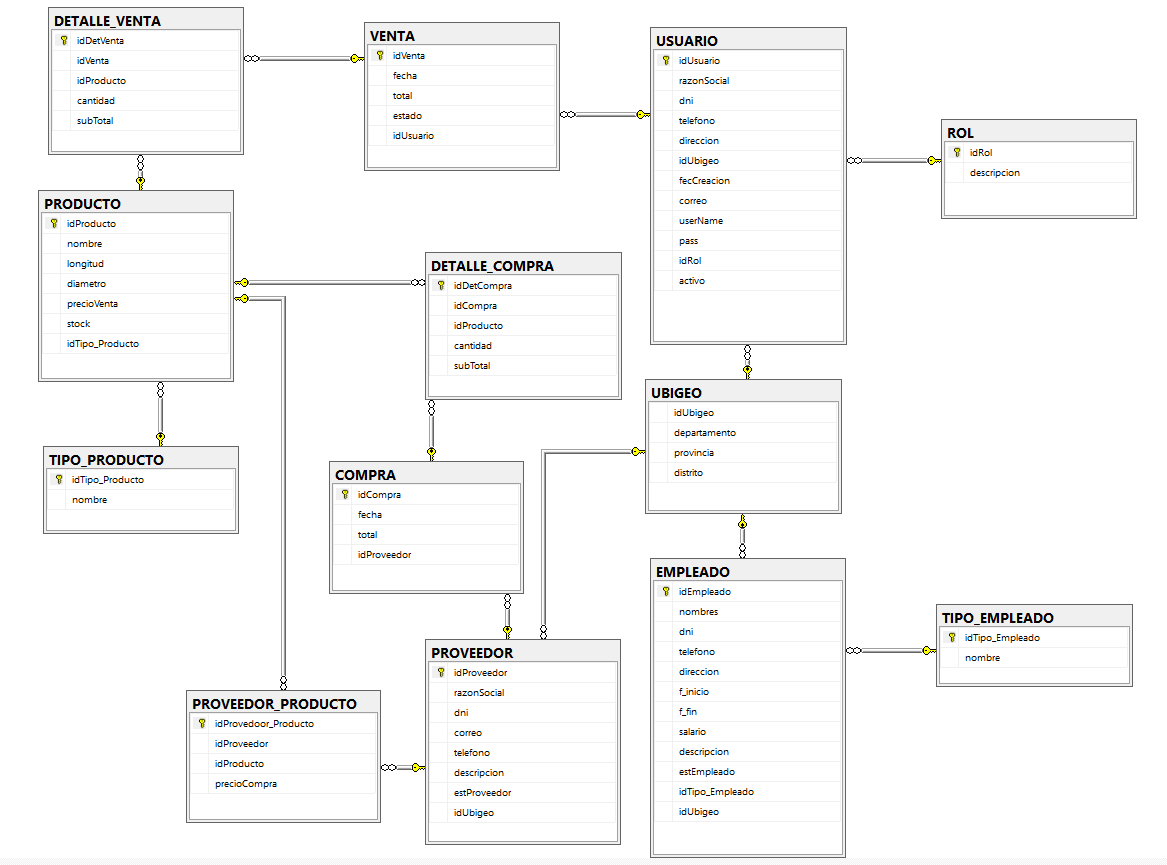 DETALLE_VENTA
idDetVenta
idVenta
idProducto
cantidad
subTotal
VENTA
idVenta
fecha
total
estado
idUsuario
USUARIO
idUsuario
razonSocial
dni
telefono
direccion
idUbigeo
fecCreacion
correo
userName
pass
idRol
activo
ROL
idRol
descripcion
PRODUCTO
idProducto
nombre
longitud
diametro
precioVenta
stock
idTipo_Producto
DETALLE_COMPRA
idDetCompra
idCompra
idProducto
cantidad
subTotal
UBIGEO
idUbigeo
departamento
provincia
distrito
TIPO_PRODUCTO
idTipo_Producto
nombre
COMPRA
idCompra
fecha
total
idProveedor
EMPLEADO
idEmpleado
nombres
dni
telefono
direccion
f_inicio
f_fin
salario
descripcion
estEmpleado
idTipo_Empleado
idUbigeo
TIPO_EMPLEADO
idTipo_Empleado
nombre
PROVEEDOR
idProveedor
razonSocial
dni
correo
telefono
descripcion
estProveedor
idUbigeo
PROVEEDOR_PRODUCTO
idProvedoor_Producto
idProveedor
idProducto
precioCompra